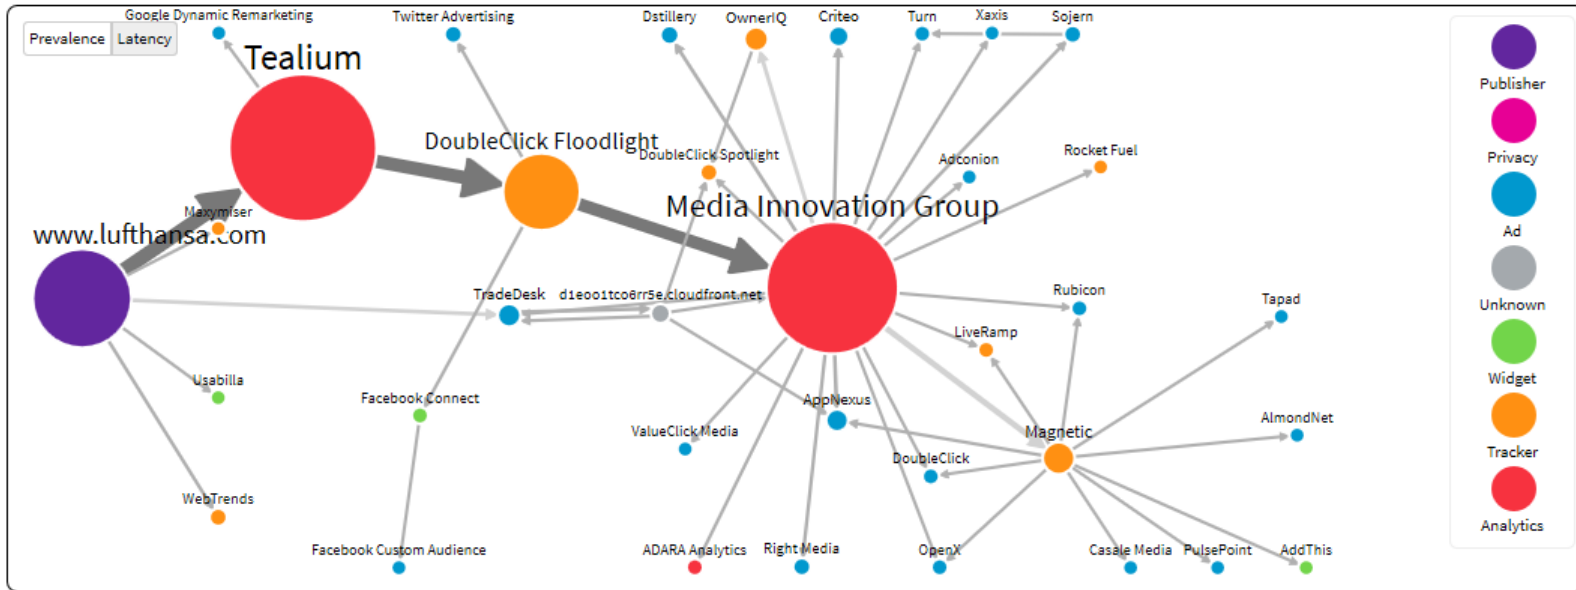 Google Dynamic Remarketing
Twitter Advertising
Dstillery
OwnerIQ
Criteo
Turn
Xaxis
Sojern
Prevalence
Latency
Tealium
DoubleClick Floodlight
DoubleClick Spotlight
Adconion
Rocket Fuel
Maxymiser
www.lufthansa.com
Media Innovation Group
TradeDesk
d1eoo1tco6rr5e.cloudfront.net
Rubicon
Tapad
LiveRamp
Usabilla
Facebook Connect
AppNexus
ValueClick Media
Magnetic
AlmondNet
DoubleClick
WebTrends
Facebook Custom Audience
ADARA Analytics
Right Media
OpenX
Casale Media
PulsePoint
AddThis
Publisher
Privacy
Ad
Unknown
Widget
Tracker
Analytics